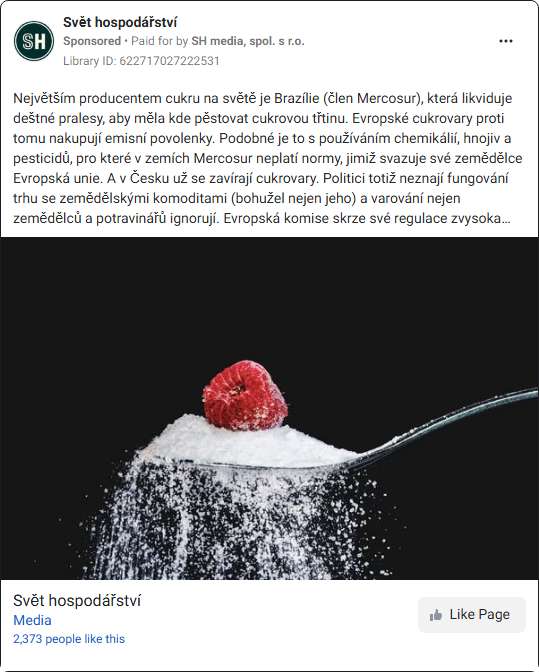 SH
Svět hospodářství
Sponsored • Paid for by SH media, spol. s r.o.
Library ID: 622717027222531
Největším producentem cukru na světě je Brazílie (člen Mercosur), která likviduje
deštné pralesy, aby měla kde pěstovat cukrovou třtinu. Evropské cukrovary proti
tomu nakupují emisní povolenky. Podobné je to s používáním chemikálií, hnojiv a
pesticidů, pro které v zemích Mercosur neplatí normy, jimiž svazuje své zemědělce
Evropská unie. A v Česku už se zavírají cukrovary. Politici totiž neznají fungování
trhu se zemědělskými komoditami (bohužel nejen jeho) a varování nejen
zemědělců a potravinářů ignorují. Evropská komise skrze své regulace zvysoka...
Svět hospodářství
Media
2,373 people like this
Like Page